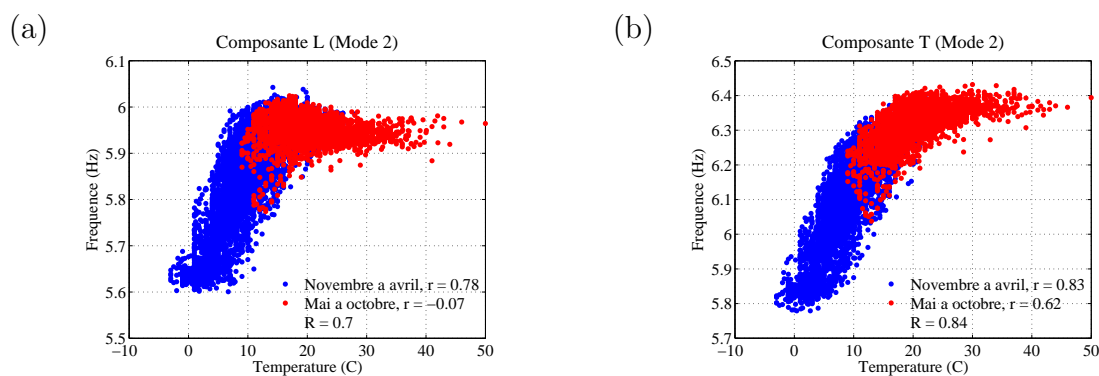 (a)
Composante L (Mode 2)
6.1
6
5.9
5.8
5.7
5.6
5.5
Frequence (Hz)
Novembre a avril, r = 0.78
Mai a octobre, r = −0.07
R = 0.7
−10 0 10 20 30 40 50
Temperature (C)
(b)
Composante T (Mode 2)
6.5
6.4
6.3
6.2
6.1
6
5.9
5.8
5.7
Frequence (Hz)
Novembre a avril, r = 0.83
Mai a octobre, r = 0.62
R = 0.84
−10 0 10 20 30 40 50
Temperature (C)